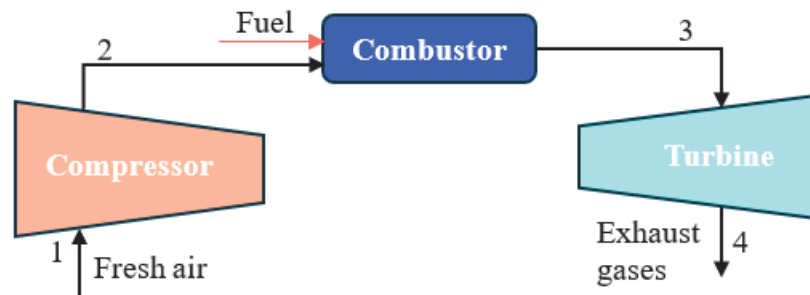 Fuel
2
Combustor
3
Compressor
Turbine
1
Fresh air
Exhaust
gases
4